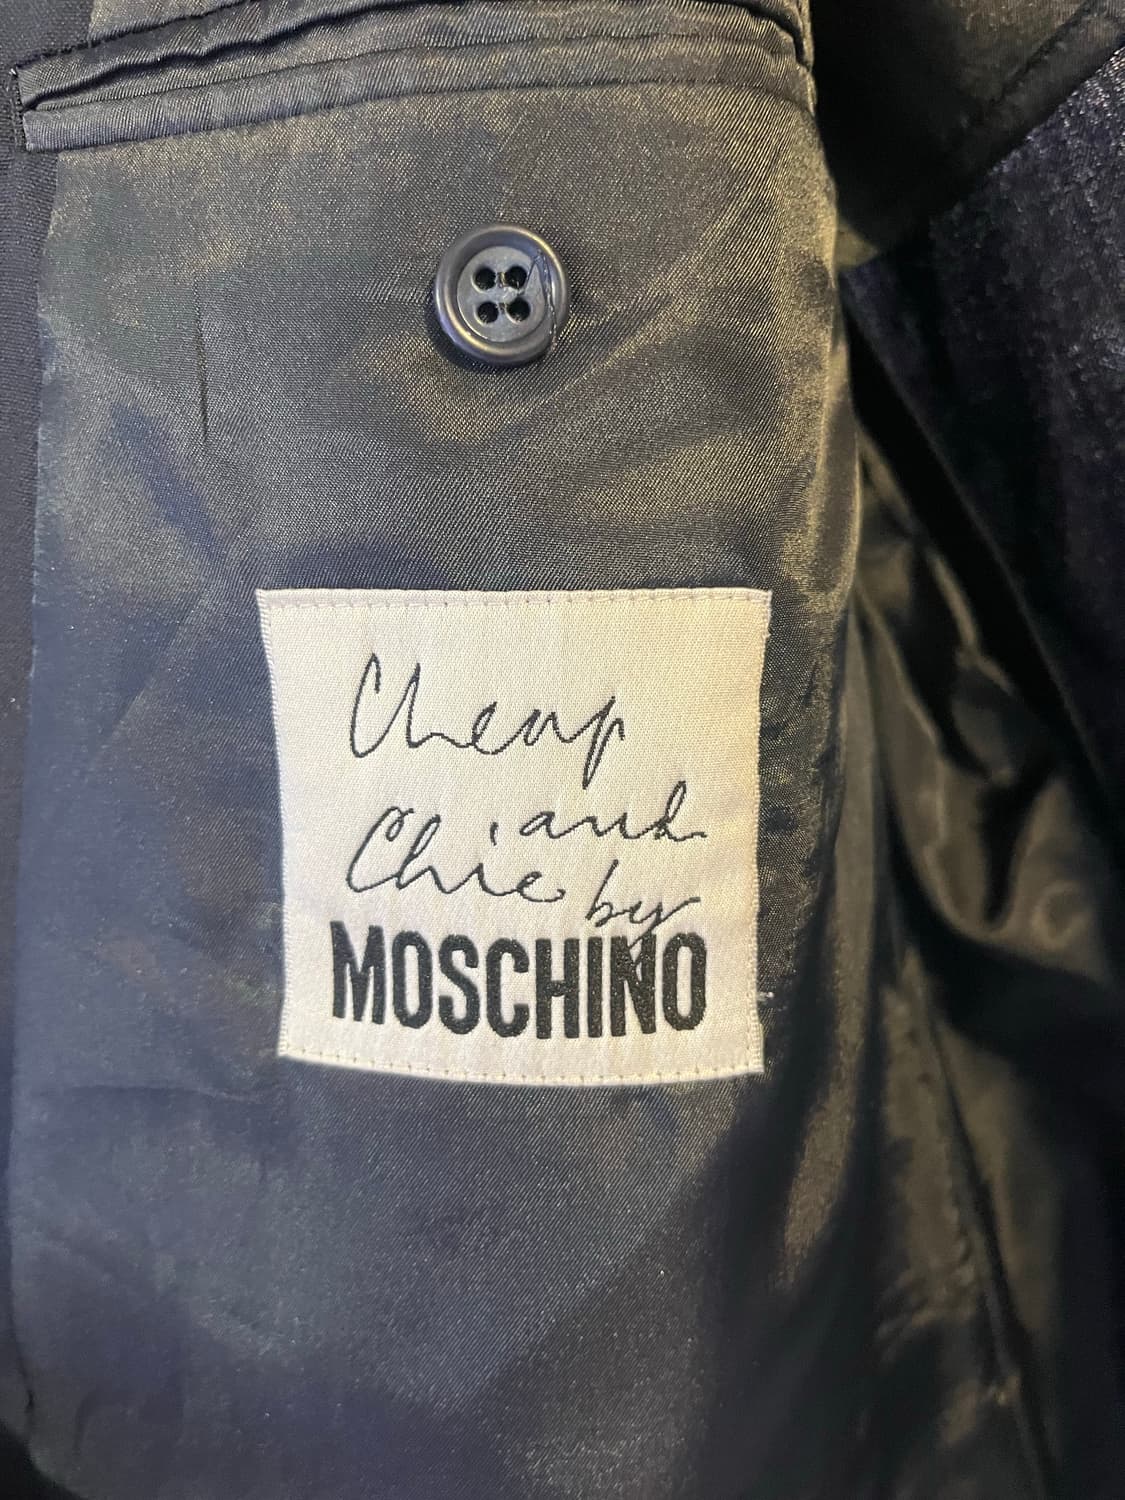 Cheap
and
Chic by
MOSCHINO